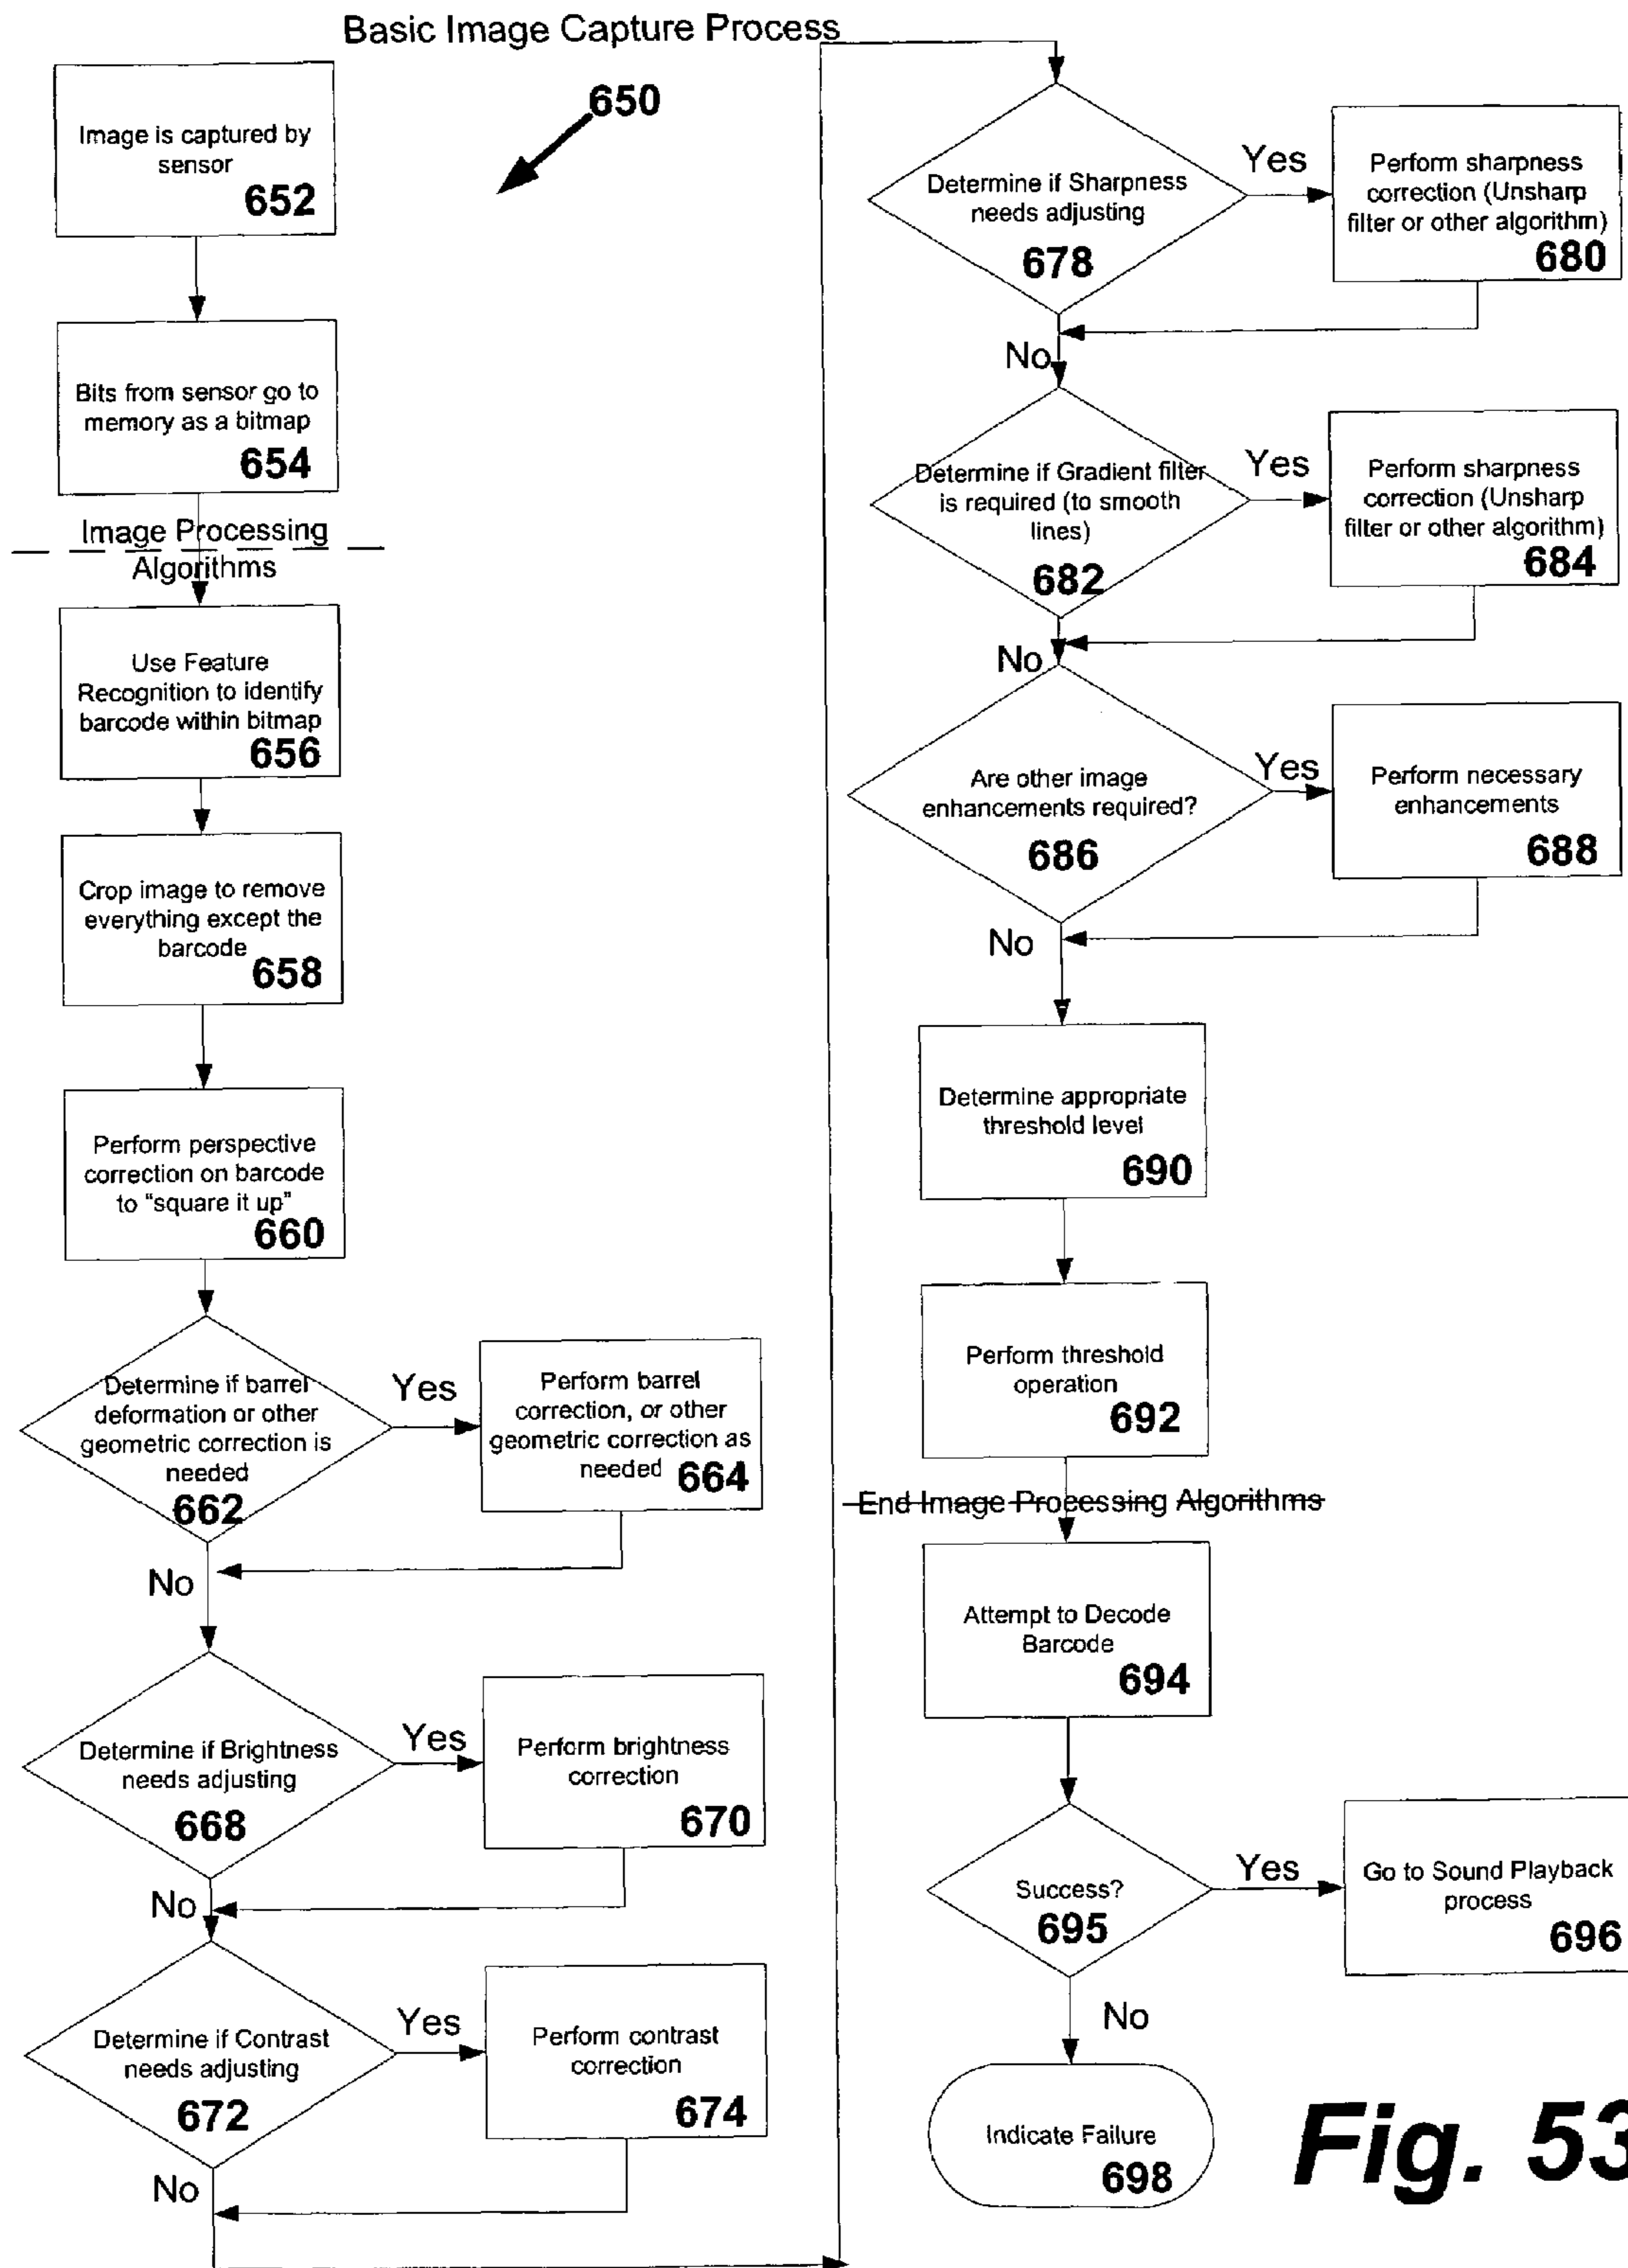 Basic Image Capture Process
650
Image is captured by
sensor
652
Bits from sensor go to
memory as a bitmap
654
Image Processing
Algorithms
Use Feature
Recognition to identify
barcode within bitmap
656
Crop image to remove
everything except the
barcode
658
Perform perspective
correction on barcode
to “square it up”
660
Determine if barrel
deformation or other
geometric correction is
needed
662
Yes
Perform barrel
correction, or other
geometric correction as
needed
664
No
Determine if Brightness
needs adjusting
668
Yes
Perform brightness
correction
670
No
Determine if Contrast
needs adjusting
672
Yes
Perform contrast
correction
674
No
Determine if Sharpness
needs adjusting
678
Yes
Perform sharpness
correction (Unsharp
filter or other algorithm)
680
No
Determine if Gradient filter
is required (to smooth
lines)
682
Yes
Perform sharpness
correction (Unsharp
filter or other algorithm)
684
No
Are other image
enhancements required?
686
Yes
Perform necessary
enhancements
688
No
Determine appropriate
threshold level
690
Perform threshold
operation
692
End Image Processing Algorithms
Attempt to Decode
Barcode
694
Success?
695
Yes
Go to Sound Playback
process
696
No
Indicate Failure
698
Fig. 53